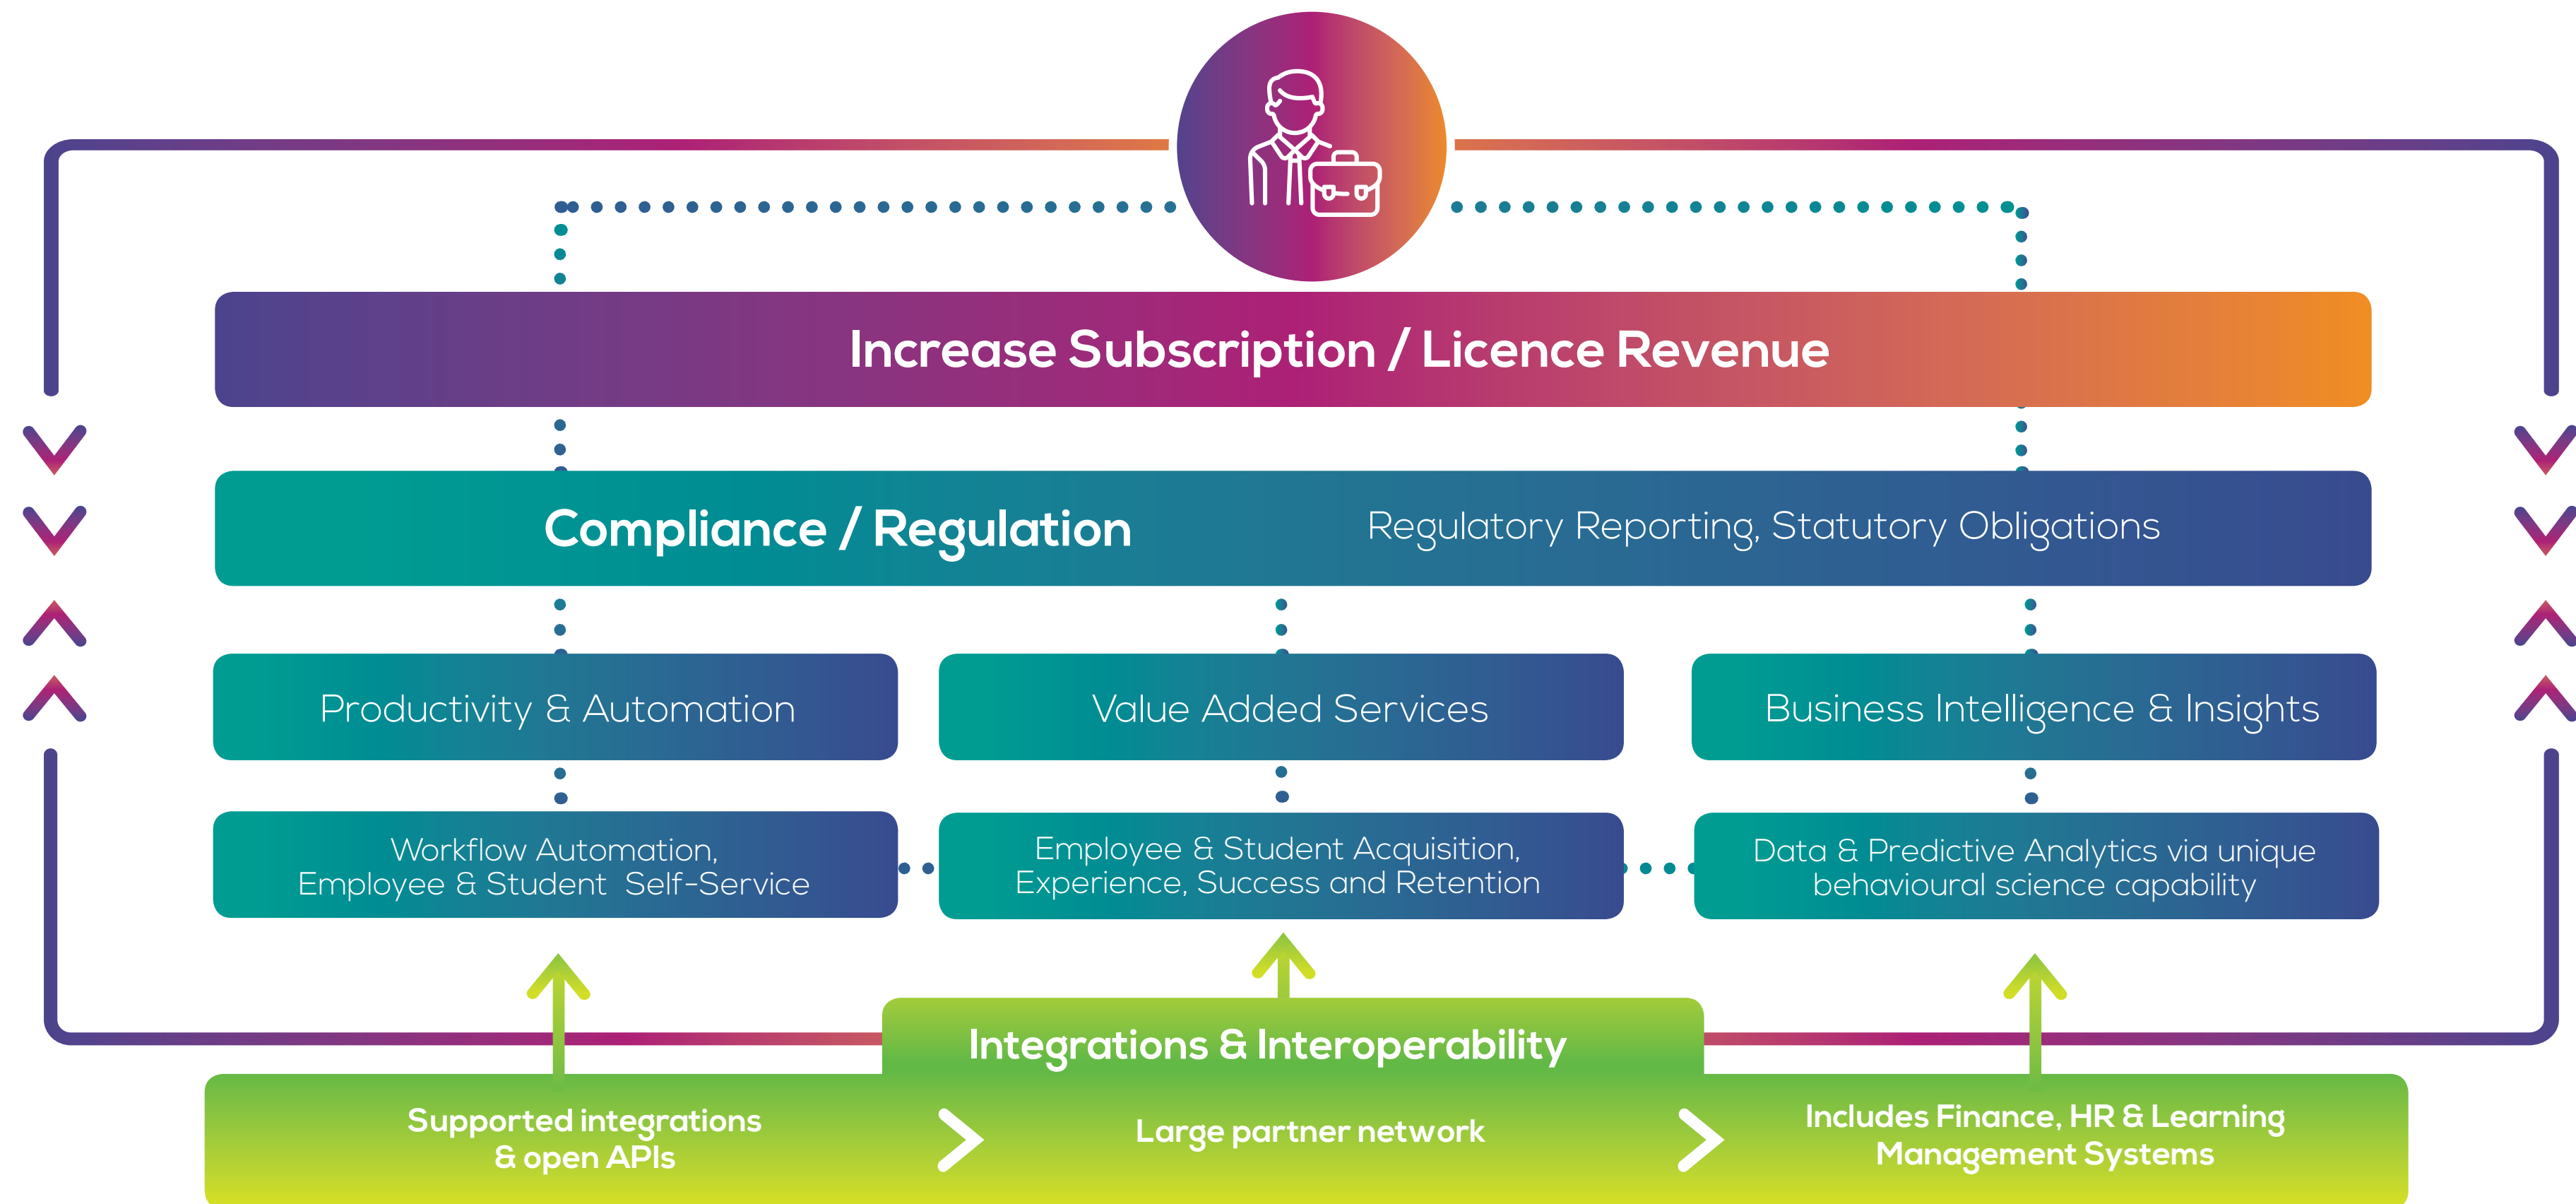 Increase Subscription / Licence Revenue
Compliance / Regulation
Regulatory Reporting, Statutory Obligations
Productivity & Automation
Value Added Services
Business Intelligence & Insights
Workflow Automation,
Employee & Student Self-Service
Employee & Student Acquisition,
Experience, Success and Retention
Data & Predictive Analytics via unique
behavioural science capability
Integrations & Interoperability
Supported integrations
& open APIs
Large partner network
Includes Finance, HR & Learning
Management Systems